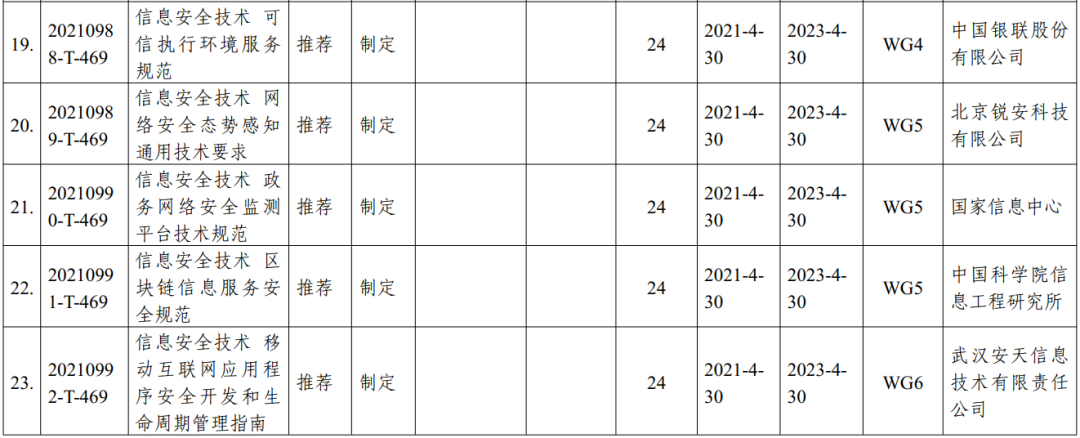 19. 2021098 8-T-469 信息安全技术 可信执行环境服务规范 推荐 制定 24 2021-4-30 2023-4-30 WG4 中国银联股份有限公司
20. 2021098 9-T-469 信息安全技术 网络安全态势感知通用技术要求 推荐 制定 24 2021-4-30 2023-4-30 WG5 北京锐安科技有限公司
21. 2021099 0-T-469 信息安全技术 政务网络安全监测平台技术规范 推荐 制定 24 2021-4-30 2023-4-30 WG5 国家信息中心
22. 2021099 1-T-469 信息安全技术 区块链信息服务安全规范 推荐 制定 24 2021-4-30 2023-4-30 WG5 中国科学院信息工程研究所
23. 2021099 2-T-469 信息安全技术 移动互联网应用程序安全开发和生命周期管理指南 推荐 制定 24 2021-4-30 2023-4-30 WG6 武汉安天信息技术有限责任公司